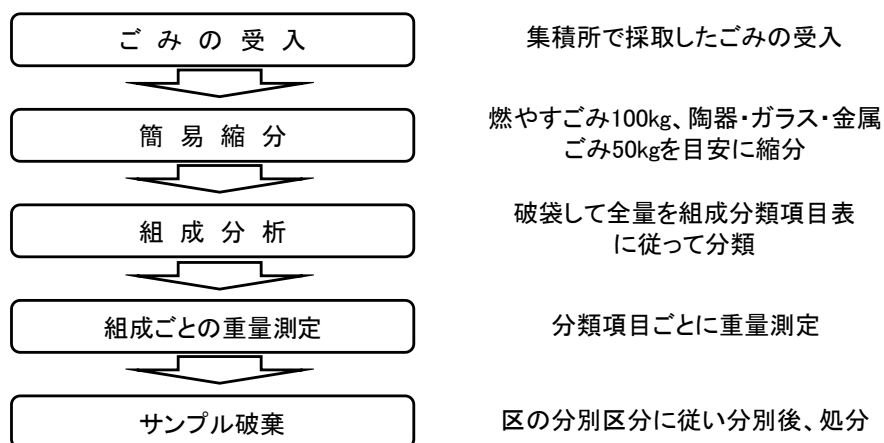 ごみの受入
集積所で採取したごみの受入
簡易縮分
燃やすごみ100kg、陶器・ガラス・金属
ごみ50kgを目安に縮分
組成分析
破袋して全量を組成分類項目表
に従って分類
組成ごとの重量測定
分類項目ごとに重量測定
サンプル破棄
区の分別区分に従い分別後、処分